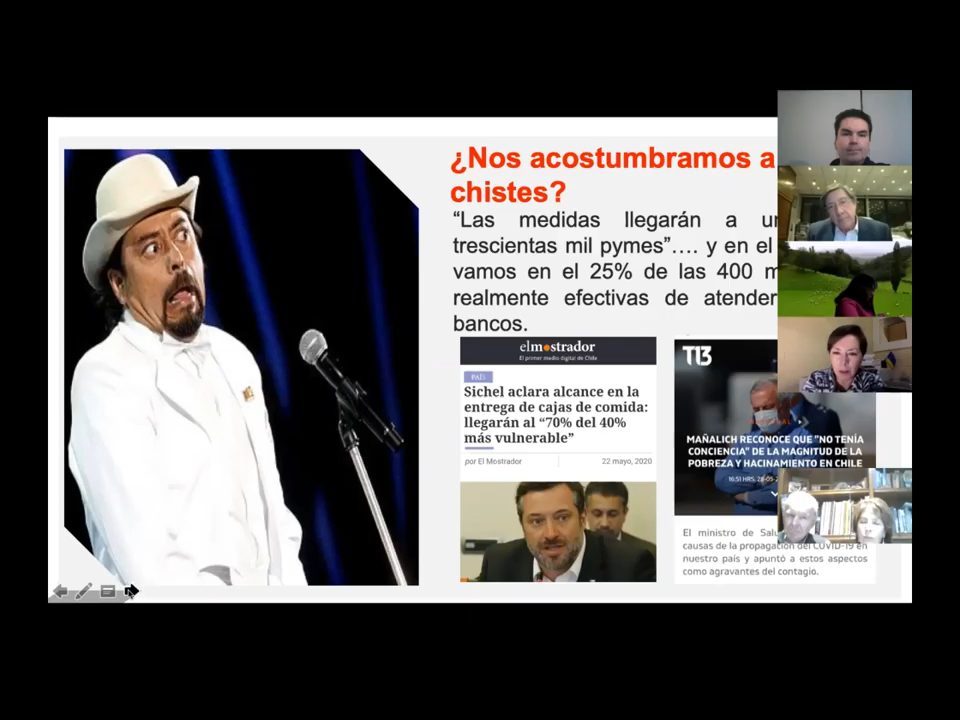 ¿Nos acostumbramos a
chistes?
“Las medidas llegarán a
trescientas mil pymes”…. y en el
vamos en el 25% de las 400
realmente efectivas de atender
bancos.
elmostrador
El primer medio digital de Chile
PAÍS
Sichel aclara alcance en la
entrega de cajas de comida:
llegarán al “70% del 40%
más vulnerable”
por El Mostrador
22 mayo, 2020
T13
MAÑALICH RECONOCE QUE "NO TENÍA
CONCIENCIA" DE LA MAGNITUD DE LA
POBREZA Y HACINAMIENTO EN CHILE
16:51 HRS.
El ministro de
causas de la propagación del COVID-19 en
nuestro país y apuntó a estos aspectos
como agravantes del contagio.